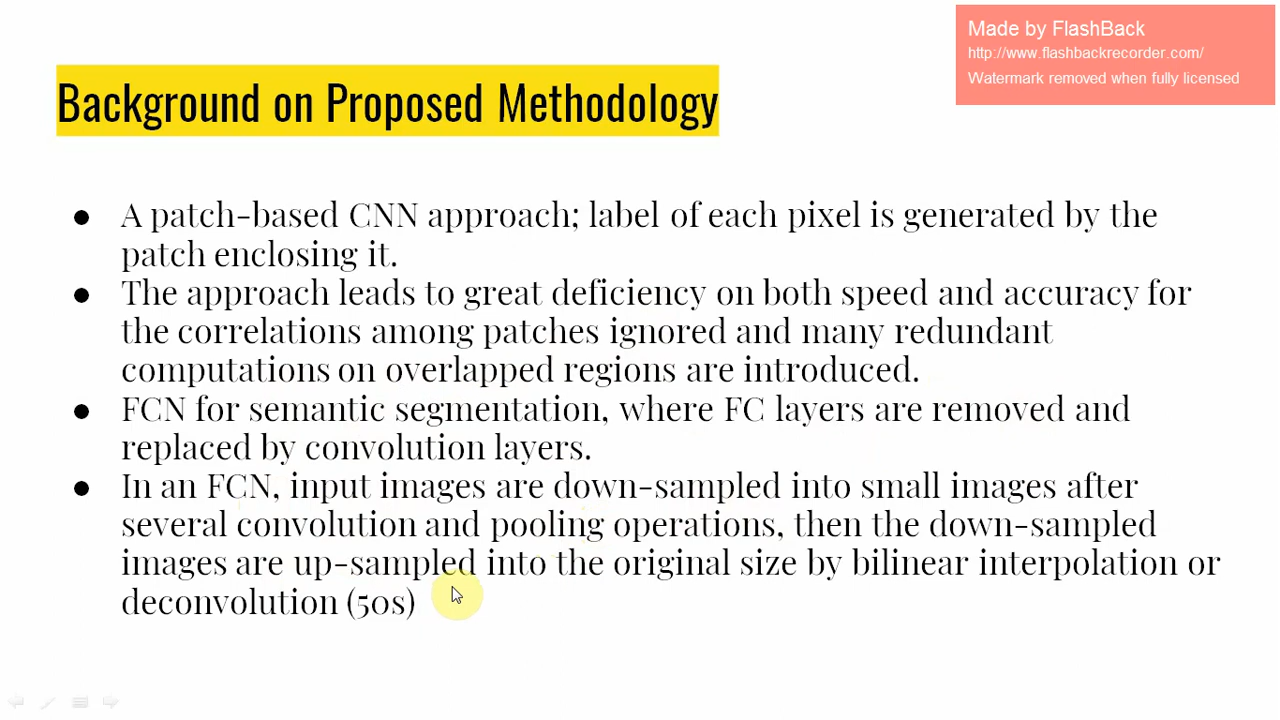 Made by FlashBack
http://www.flashbackrecorder.com/
Watermark removed when fully licensed
Background on Proposed Methodology
● A patch-based CNN approach; label of each pixel is generated by the
patch enclosing it.
● The approach leads to great deficiency on both speed and accuracy for
the correlations among patches ignored and many redundant
computations on overlapped regions are introduced.
● FCN for semantic segmentation, where FC layers are removed and
replaced by convolution layers.
● In an FCN, input images are down-sampled into small images after
several convolution and pooling operations, then the down-sampled
images are up-sampled into the original size by bilinear interpolation or
deconvolution (50s)